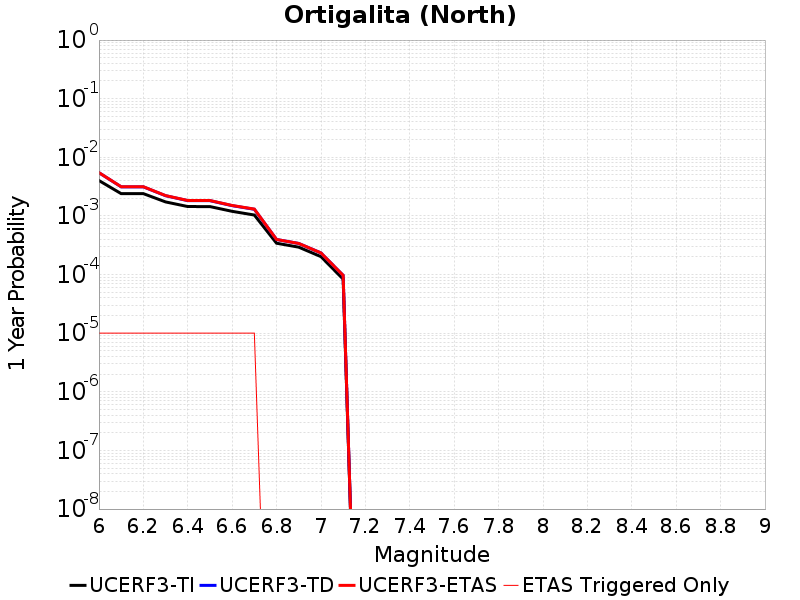 Ortigalita (North)
10^0
10^-1
10^-2
10^-3
10^-4
10^-5
10^-6
10^-7
10^-8
1 Year Probability
6 6.2 6.4 6.6 6.8 7 7.2 7.4 7.6 7.8 8 8.2 8.4 8.6 8.8 9
Magnitude
UCERF3-TI UCERF3-TD UCERF3-ETAS ETAS Triggered Only